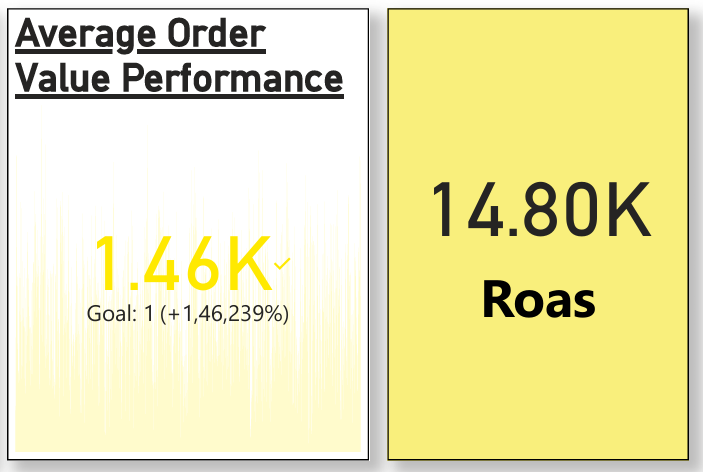 Average Order
Value Performance
1.46K✓
Goal: 1 (+1,46,239%)
14.80K
Roas